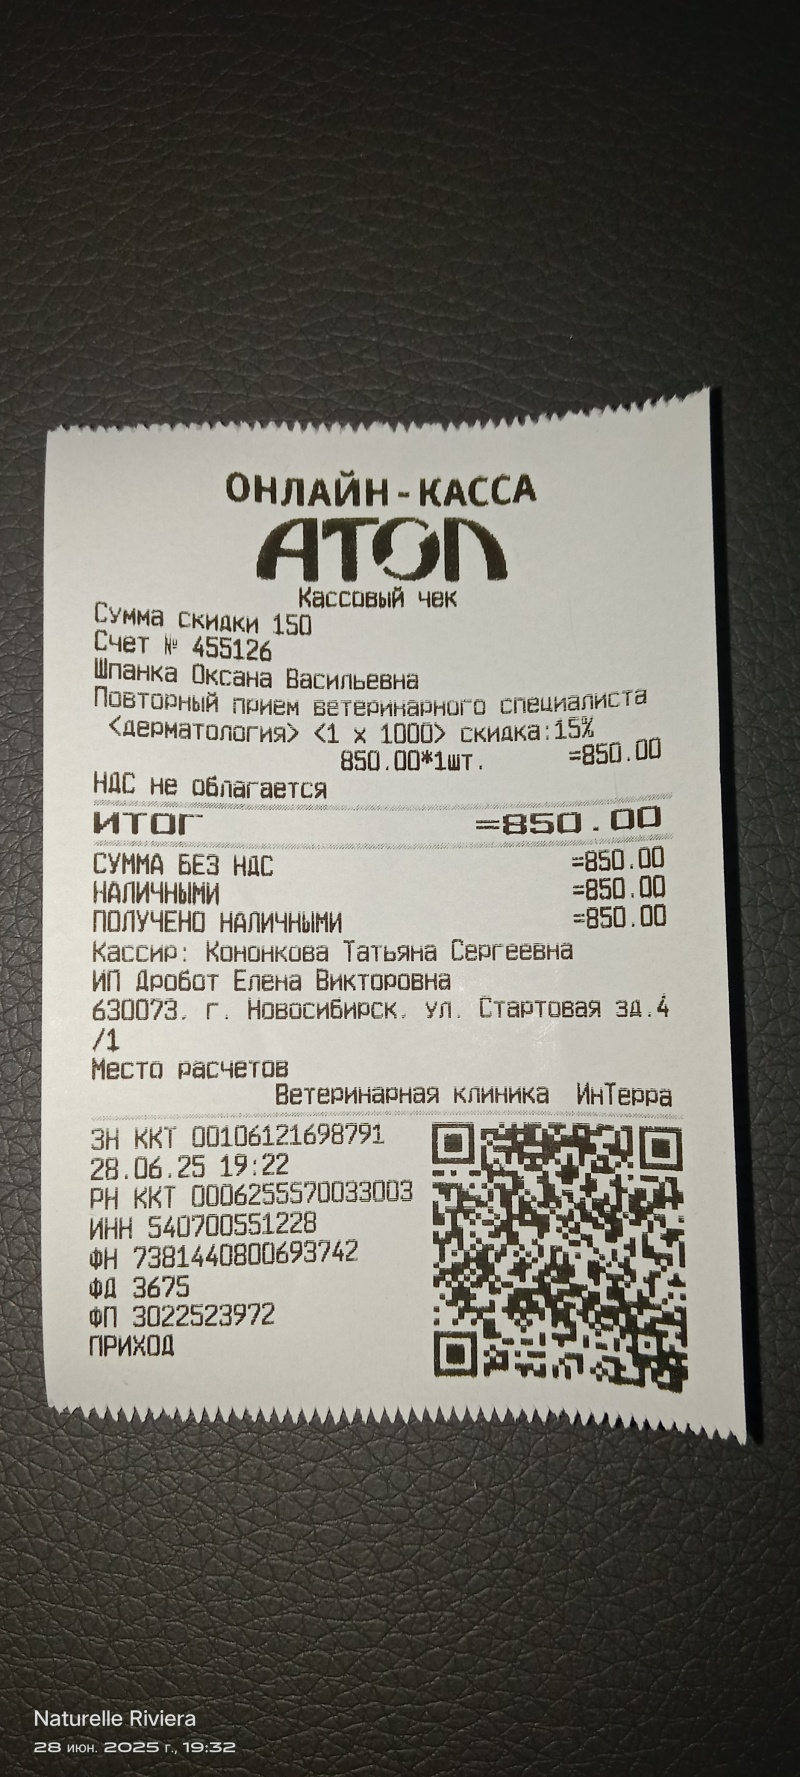 ОНЛАЙН-КАССА
АТОЛ
Кассовый чек
Сумма скидки 150
Счет № 455126
Шпанка Оксана Васильевна
Повторный прием ветеринарного специалиста
<дерматология> <1 x 1000> скидка:15%
850.00*1шт. =850.00
НДС не облагается
ИТОГ =850.00
СУММА БЕЗ НДС =850.00
НАЛИЧНЫМИ =850.00
ПОЛУЧЕНО НАЛИЧНЫМИ =850.00
Кассир: Кононкова Татьяна Сергеевна
ИП Дробот Елена Викторовна
630073, г. Новосибирск, ул. Стартовая зд.4
/1
Место расчетов
Ветеринарная клиника ИнТерра
ЗН ККТ 00106121698791
28.06.25 19:22
РН ККТ 0006255570033003
ИНН 540700551228
ФН 7381440800693742
ФД 3675
ФП 3022523972
ПРИХОД
Naturelle Riviera
28 июн. 2025 г., 19:32